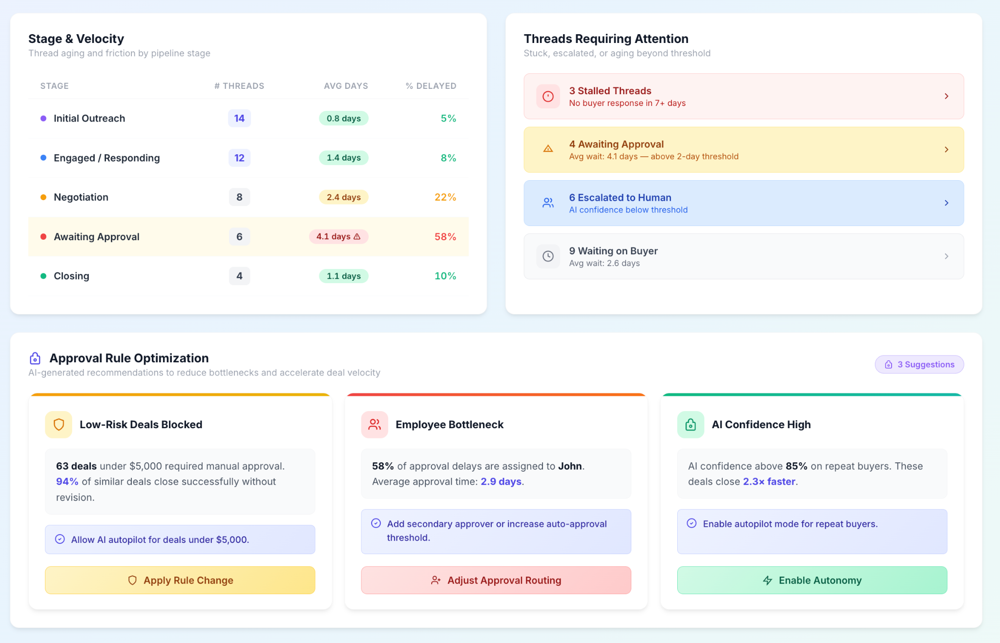 Stage & Velocity
Thread aging and friction by pipeline stage
STAGE # THREADS AVG DAYS % DELAYED
Initial Outreach 14 0.8 days 5%
Engaged / Responding 12 1.4 days 8%
Negotiation 8 2.4 days 22%
Awaiting Approval 6 4.1 days 58%
Closing 4 1.1 days 10%
Threads Requiring Attention
Stuck, escalated, or aging beyond threshold
3 Stalled Threads
No buyer response in 7+ days
4 Awaiting Approval
Avg wait: 4.1 days — above 2-day threshold
6 Escalated to Human
AI confidence below threshold
9 Waiting on Buyer
Avg wait: 2.6 days
Approval Rule Optimization
AI-generated recommendations to reduce bottlenecks and accelerate deal velocity
3 Suggestions
Low-Risk Deals Blocked
63 deals under $5,000 required manual approval.
94% of similar deals close successfully without
revision.
Allow AI autopilot for deals under $5,000.
Apply Rule Change
Employee Bottleneck
58% of approval delays are assigned to John.
Average approval time: 2.9 days.
Add secondary approver or increase auto-approval
threshold.
Adjust Approval Routing
AI Confidence High
AI confidence above 85% on repeat buyers. These
deals close 2.3× faster.
Enable autopilot mode for repeat buyers.
Enable Autonomy